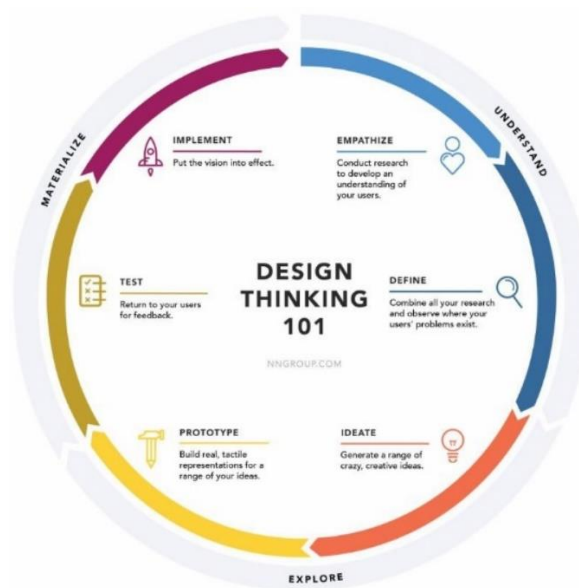 UNDERSTAND
EMPATHIZE
Conduct research
to develop an
understanding of
your users.
DEFINE
Combine all your research
and observe where your
users' problems exist.
EXPLORE
IDEATE
Generate a range of
crazy, creative ideas.
PROTOTYPE
Build real, tactile
representations for a
range of your ideas.
MATERIALIZE
TEST
Return to your users
for feedback.
IMPLEMENT
Put the vision into effect.
DESIGN
THINKING
101
NNGROUP.COM